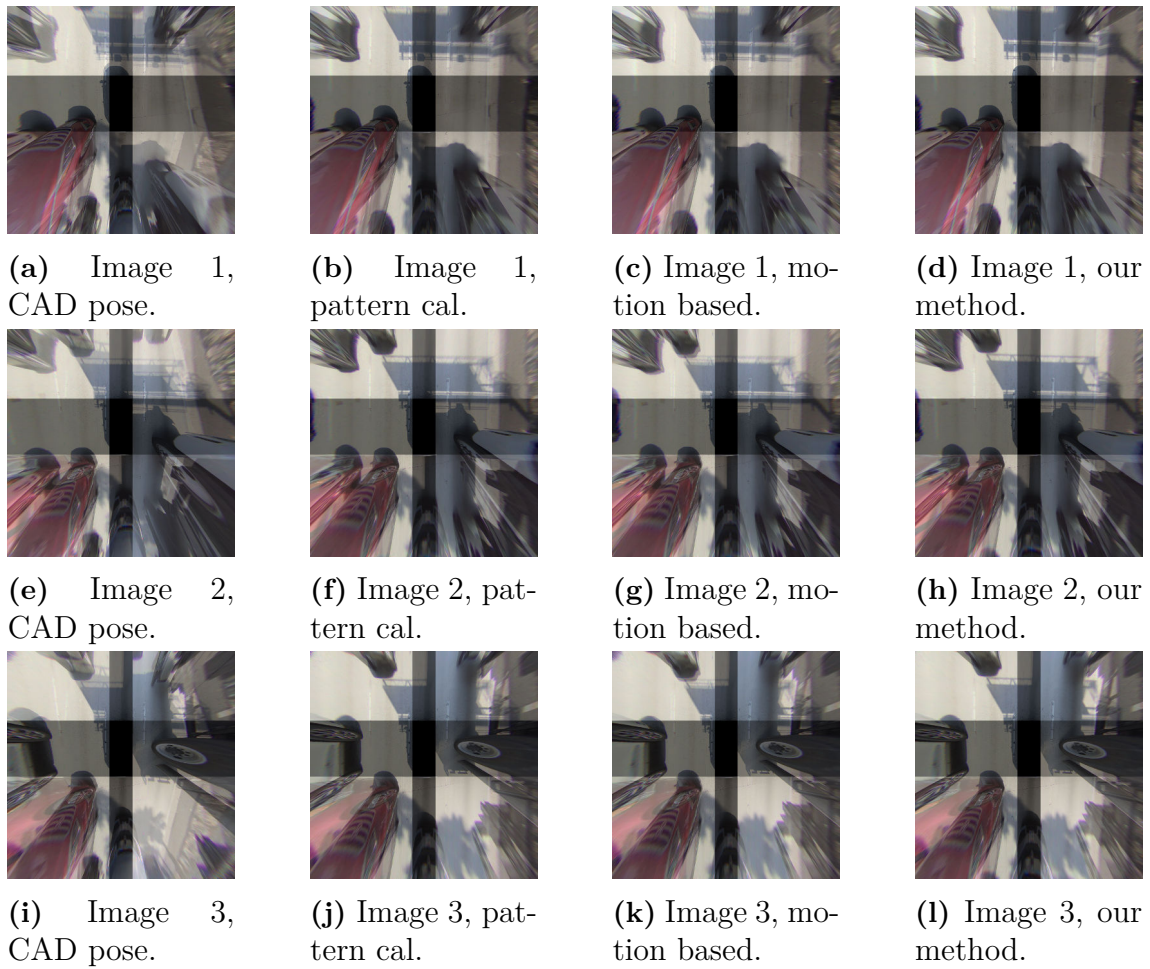 (a) Image 1,
CAD pose.
(b) Image 1,
pattern cal.
(c) Image 1, mo-
tion based.
(d) Image 1, our
method.
(e) Image 2,
CAD pose.
(f) Image 2, pat-
tern cal.
(g) Image 2, mo-
tion based.
(h) Image 2, our
method.
(i) Image 3,
CAD pose.
(j) Image 3, pat-
tern cal.
(k) Image 3, mo-
tion based.
(l) Image 3, our
method.